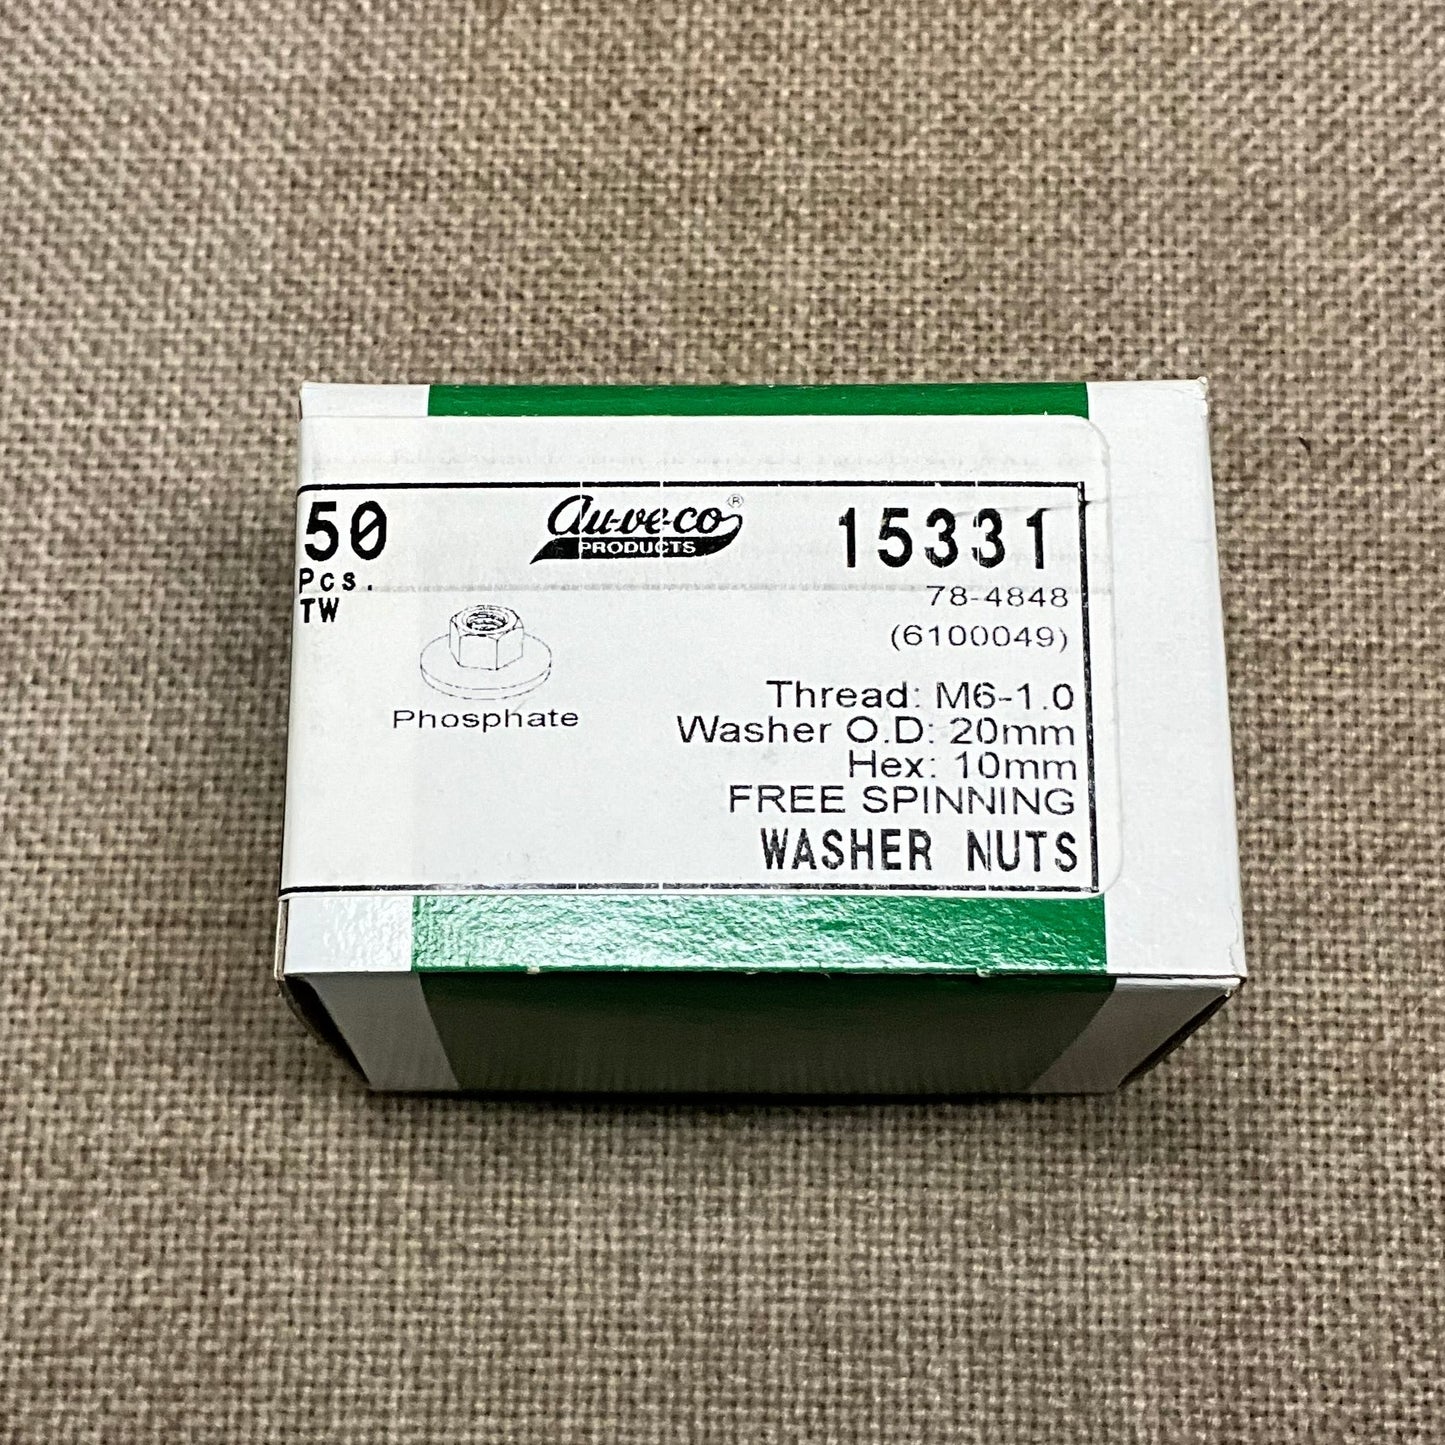 50
Pcs.
TW
Au-ve-co®
PRODUCTS
Phosphate
15331
78-4848
(6100049)
Thread: M6-1.0
Washer O.D: 20mm
Hex: 10mm
FREE SPINNING
WASHER NUTS